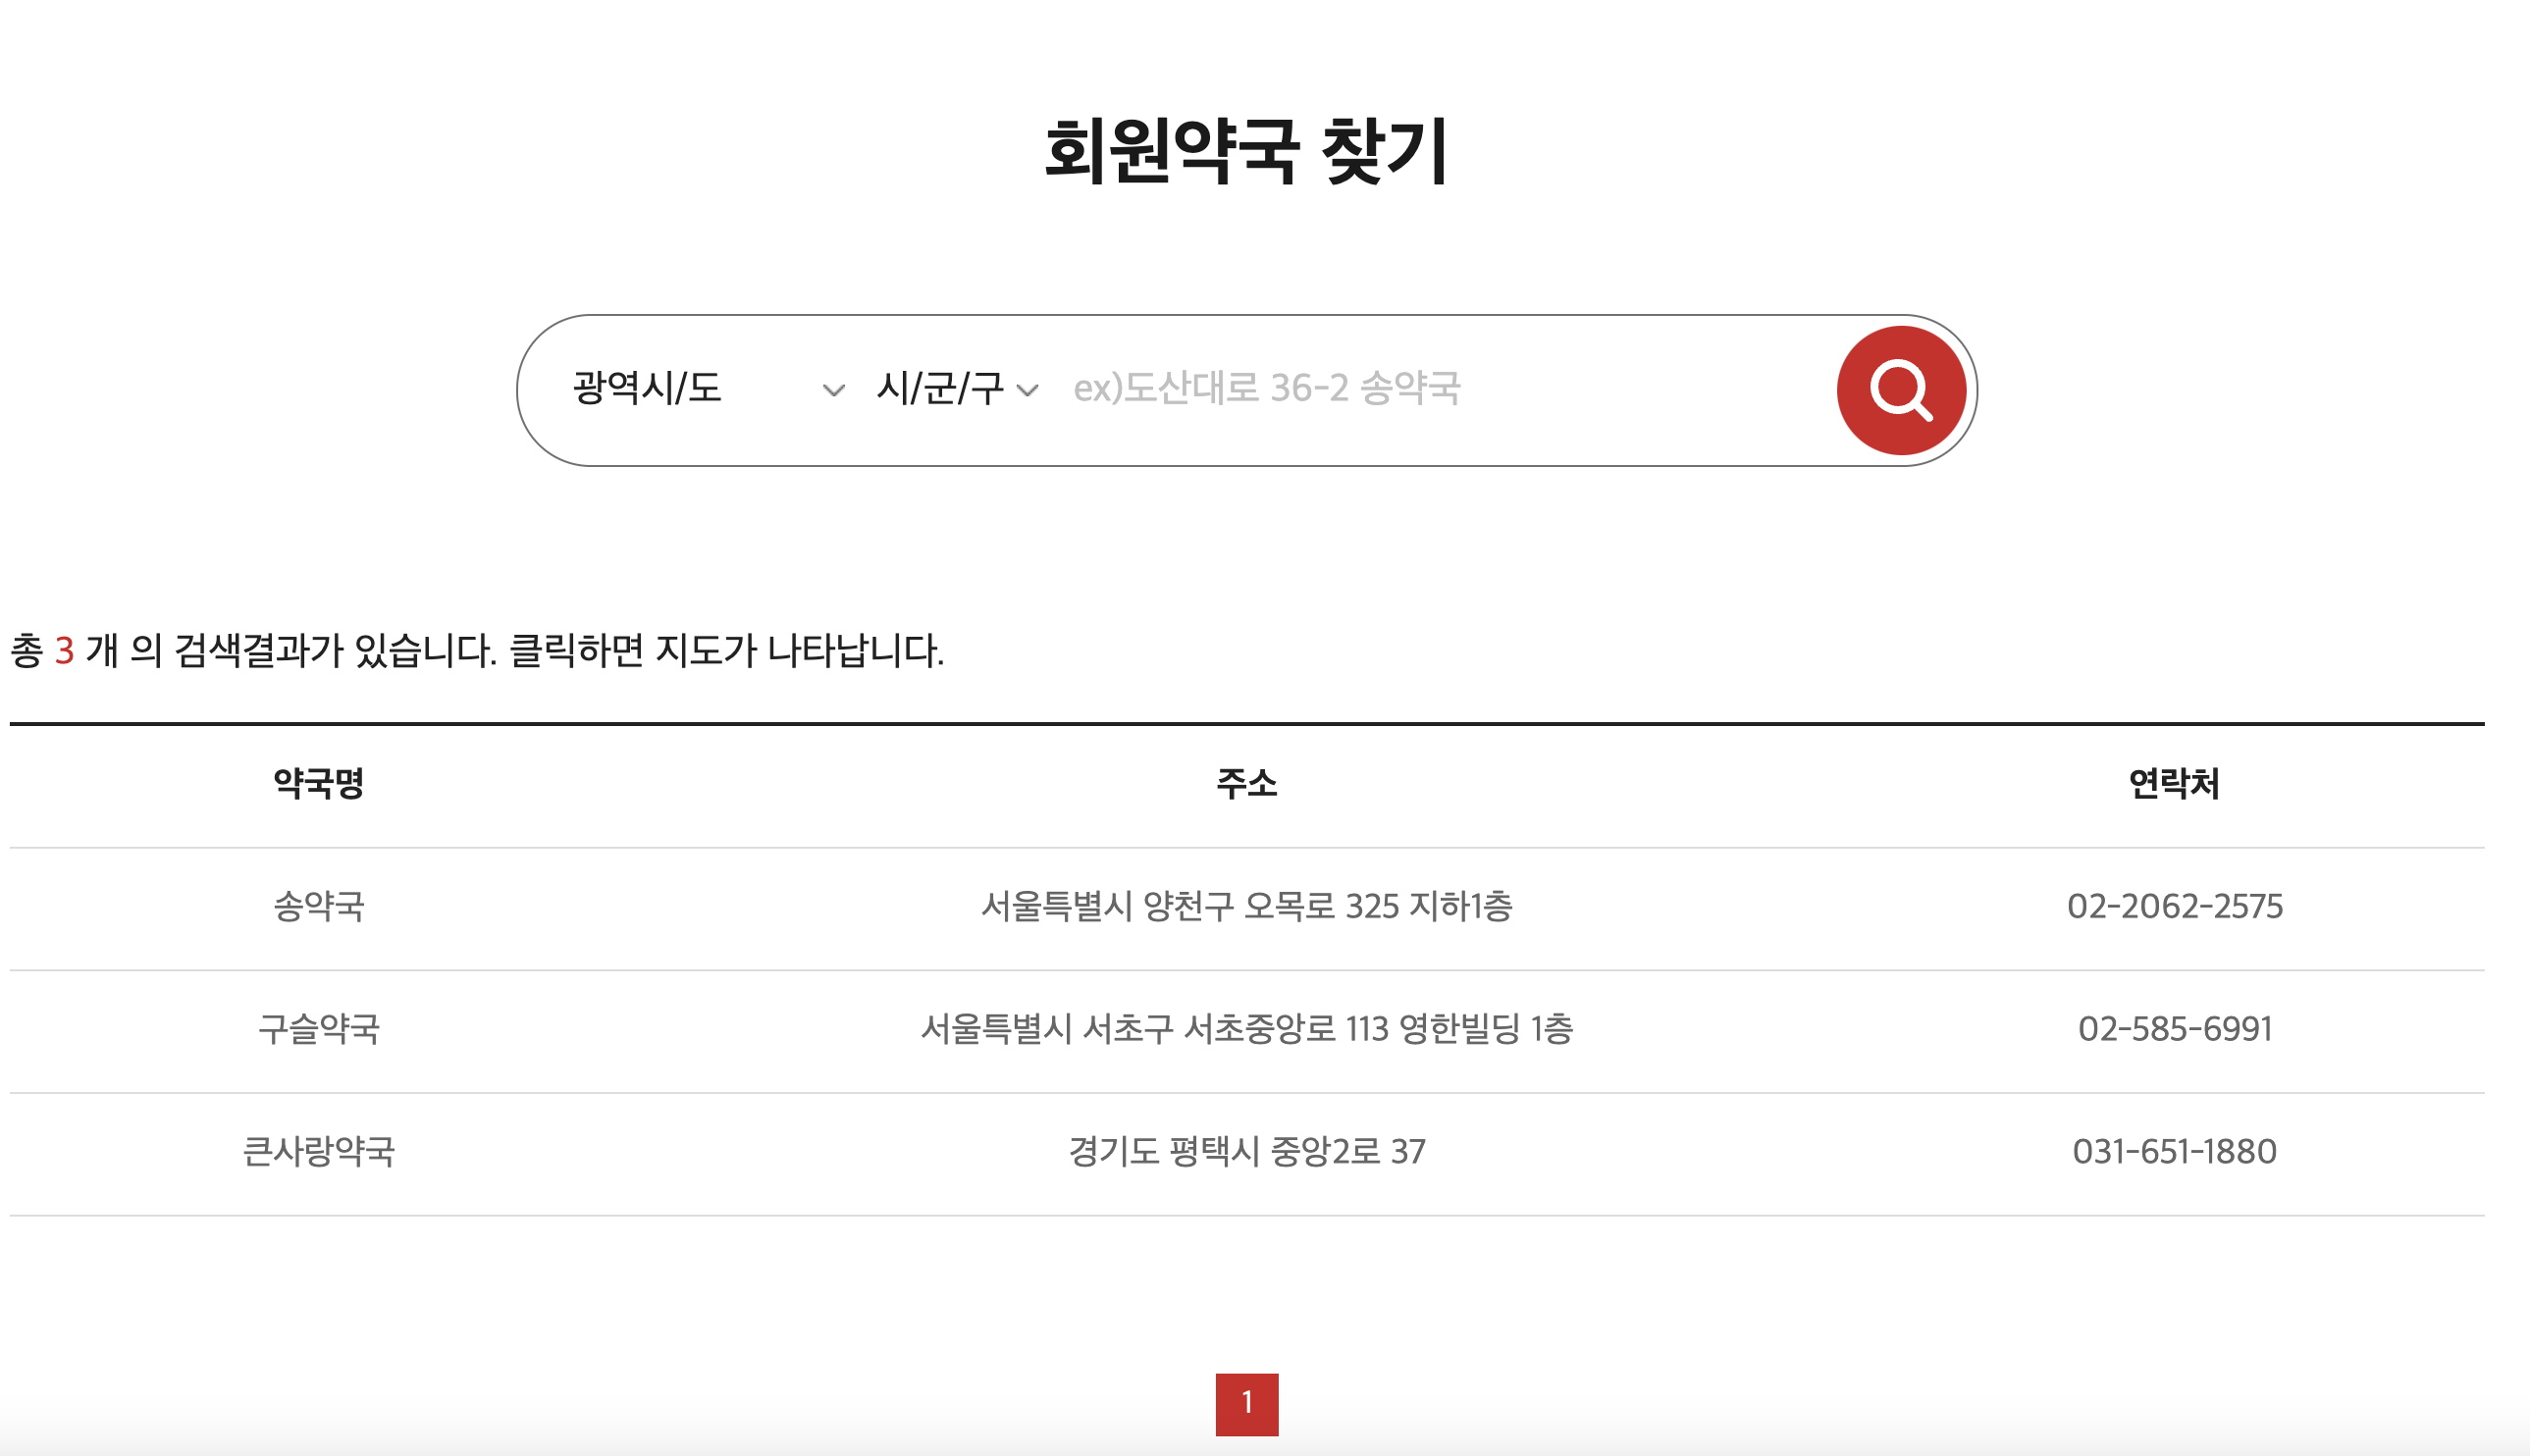 회원약국 찾기
광역시/도 시/군/구 ex)도산대로 36-2 송약국
총 3 개 의 검색결과가 있습니다. 클릭하면 지도가 나타납니다.
약국명 주소 연락처
송약국 서울특별시 양천구 오목로 325 지하1층 02-2062-2575
구슬약국 서울특별시 서초구 서초중앙로 113 영한빌딩 1층 02-585-6991
큰사랑약국 경기도 평택시 중앙2로 37 031-651-1880
1